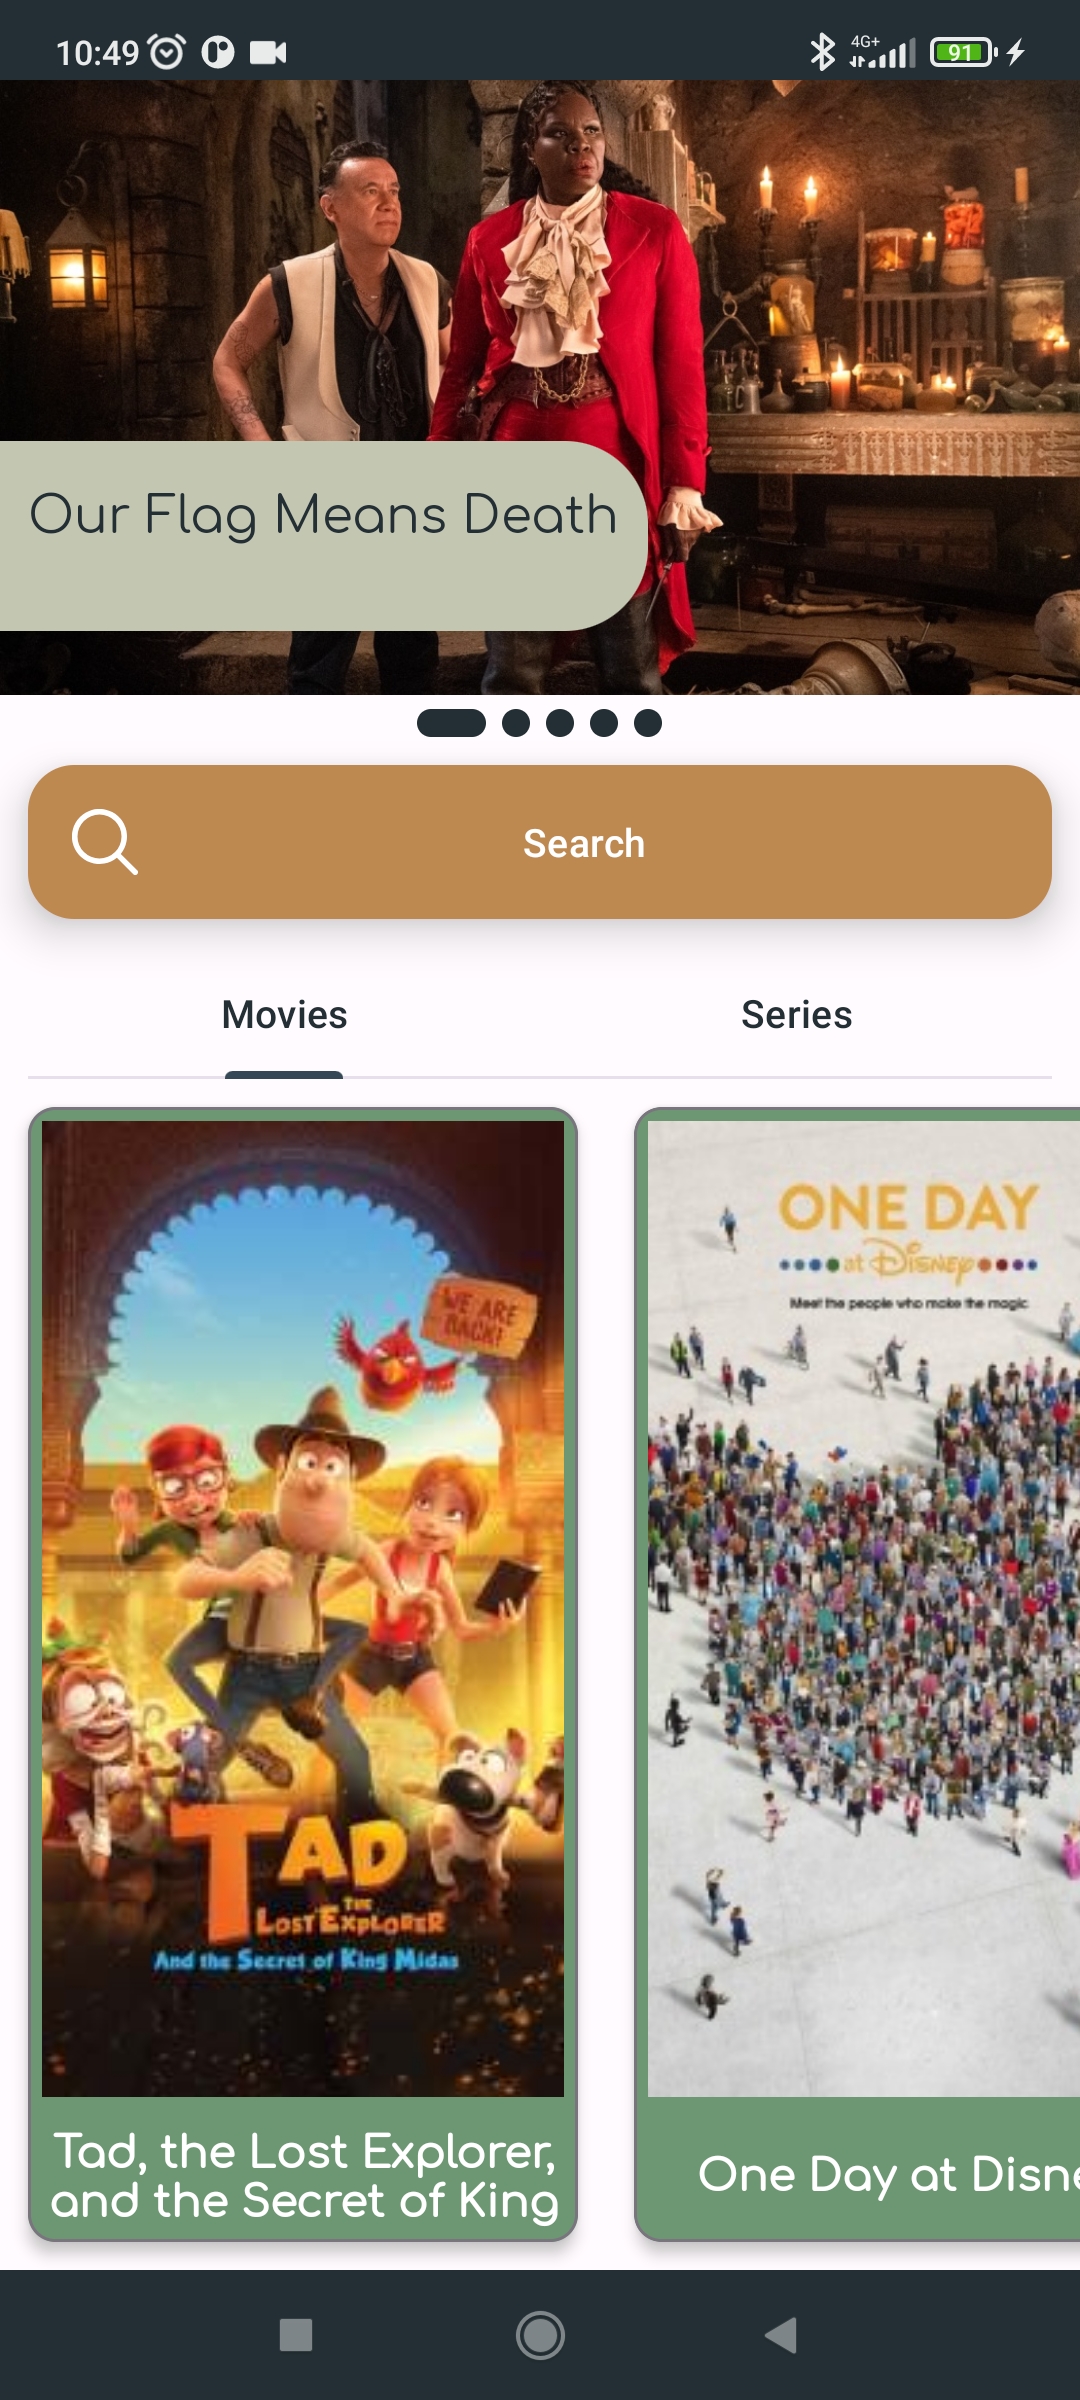 10:49
4G+
91
Our Flag Means Death
Search
Movies
Series
WE ARE
BACK!
TAD
THE
LOST EXPLORER
And the Secret of King Midas
Tad, the Lost Explorer,
and the Secret of King
ONE DAY
at Disney
Meet the people who make the magic
One Day at Disne